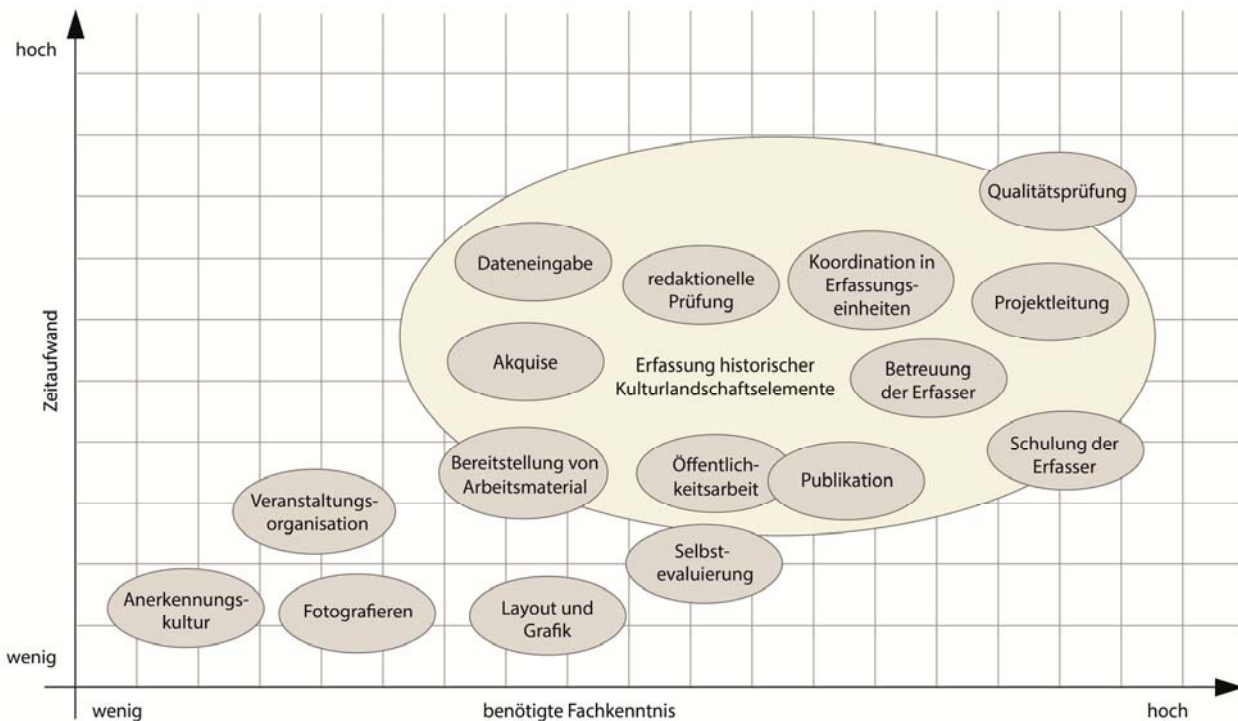 hoch
Qualitätsprüfung
Dateneingabe
redaktionelle
Prüfung
Koordination in
Erfassungs-
einheiten
Projektleitung
Zeitaufwand
Akquise
Erfassung historischer
Kulturlandschaftselemente
Betreuung
der Erfasser
Bereitstellung von
Arbeitsmaterial
Öffentlich-
keitsarbeit
Publikation
Schulung der
Erfasser
Veranstaltungs-
organisation
Selbst-
evaluierung
Anerkennungs-
kultur
Fotografieren
Layout und
Grafik
wenig
wenig
benötigte Fachkenntnis
hoch